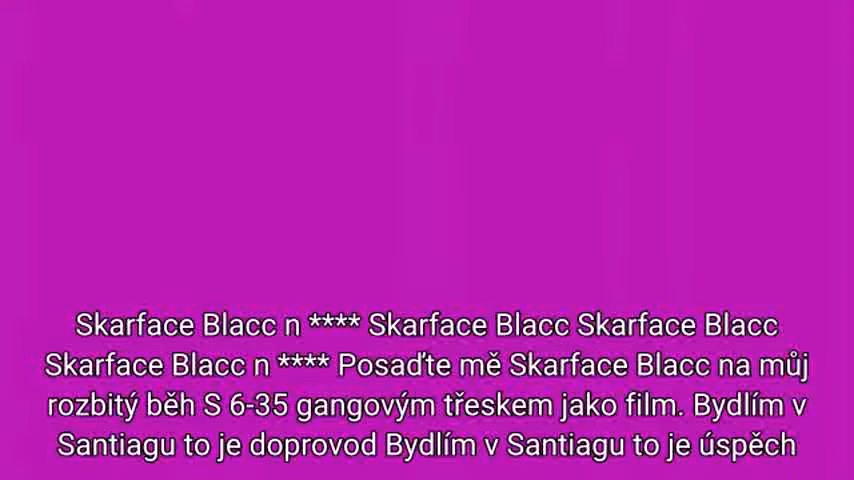 Skarface Blacc n **** Skarface Blacc Skarface Blacc
Skarface Blacc n **** Posaďte mě Skarface Blacc na můj
rozbitý běh S 6-35 gangovým třeskem jako film. Bydlím v
Santiagu to je doprovod Bydlím v Santiagu to je úspěch